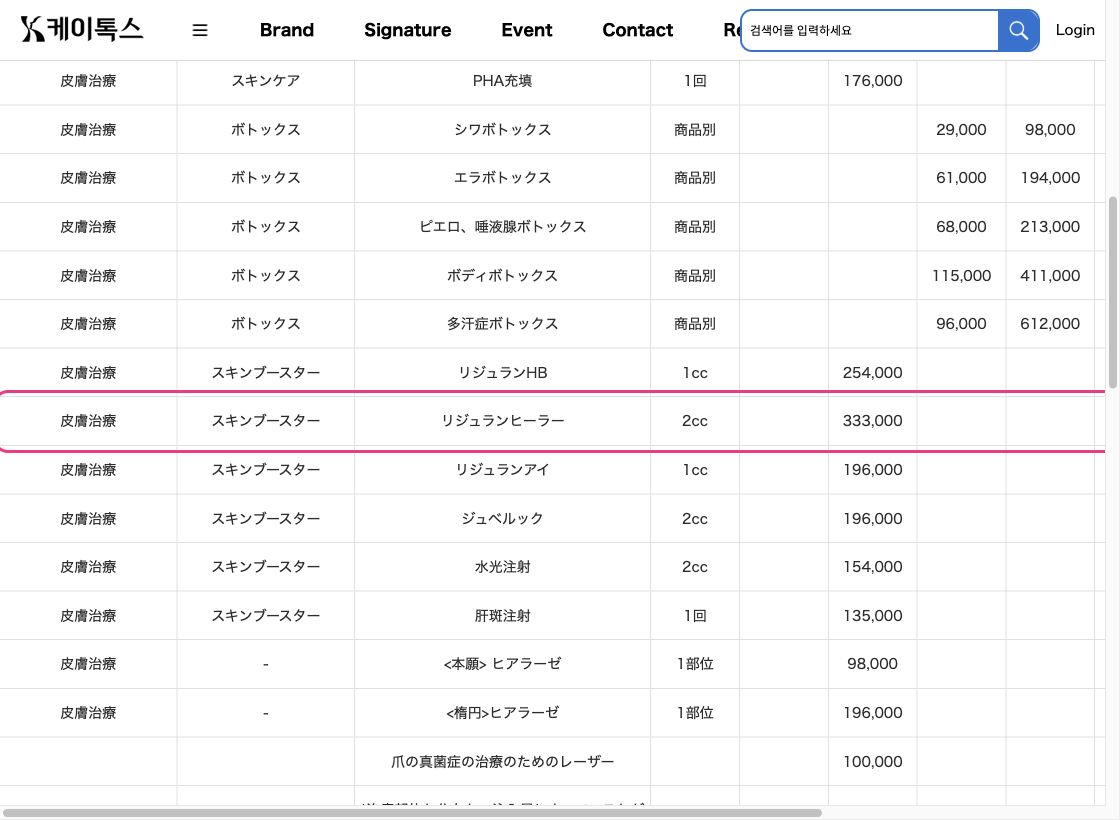 케이톡스 ☰ Brand Signature Event Contact Re 검색어를 입력하세요 Login
皮膚治療 スキンケア PHA充填 1回 176,000
皮膚治療 ボトックス シワボトックス 商品別 29,000 98,000
皮膚治療 ボトックス エラボトックス 商品別 61,000 194,000
皮膚治療 ボトックス ピエロ、唾液腺ボトックス 商品別 68,000 213,000
皮膚治療 ボトックス ボディボトックス 商品別 115,000 411,000
皮膚治療 ボトックス 多汗症ボトックス 商品別 96,000 612,000
皮膚治療 スキンブースター リジュランHB 1cc 254,000
皮膚治療 スキンブースター リジュランヒーラー 2cc 333,000
皮膚治療 スキンブースター リジュランアイ 1cc 196,000
皮膚治療 スキンブースター ジュベルック 2cc 196,000
皮膚治療 スキンブースター 水光注射 2cc 154,000
皮膚治療 スキンブースター 肝斑注射 1回 135,000
皮膚治療 - <本願> ヒアラーゼ 1部位 98,000
皮膚治療 - <楕円>ヒアラーゼ 1部位 196,000
爪の真菌症の治療のためのレーザー 100,000